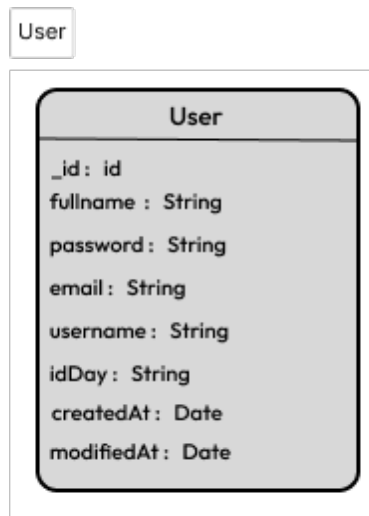 User
User
_id : id
fullname : String
password : String
email : String
username : String
idDay : String
createdAt : Date
modifiedAt : Date